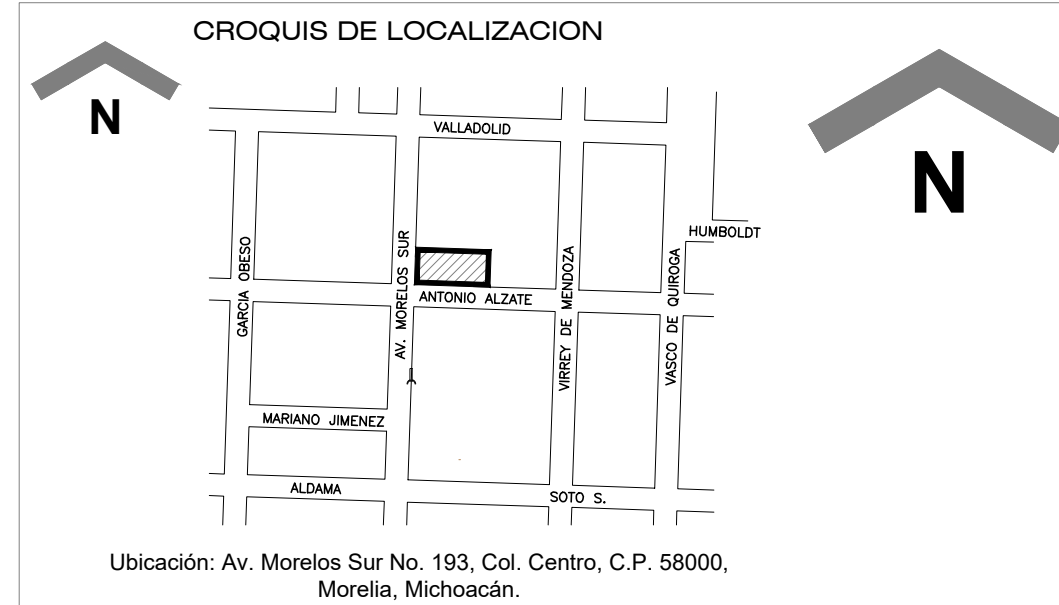 CROQUIS DE LOCALIZACION
N
N
VALLADOLID
HUMBOLDT
GARCIA OBESO
AV. MORELOS SUR
VIRREY DE MENDOZA
VASCO DE QUIROGA
ANTONIO ALZATE
MARIANO JIMENEZ
ALDAMA
SOTO S.
Ubicación: Av. Morelos Sur No. 193, Col. Centro, C.P. 58000,
Morelia, Michoacán.